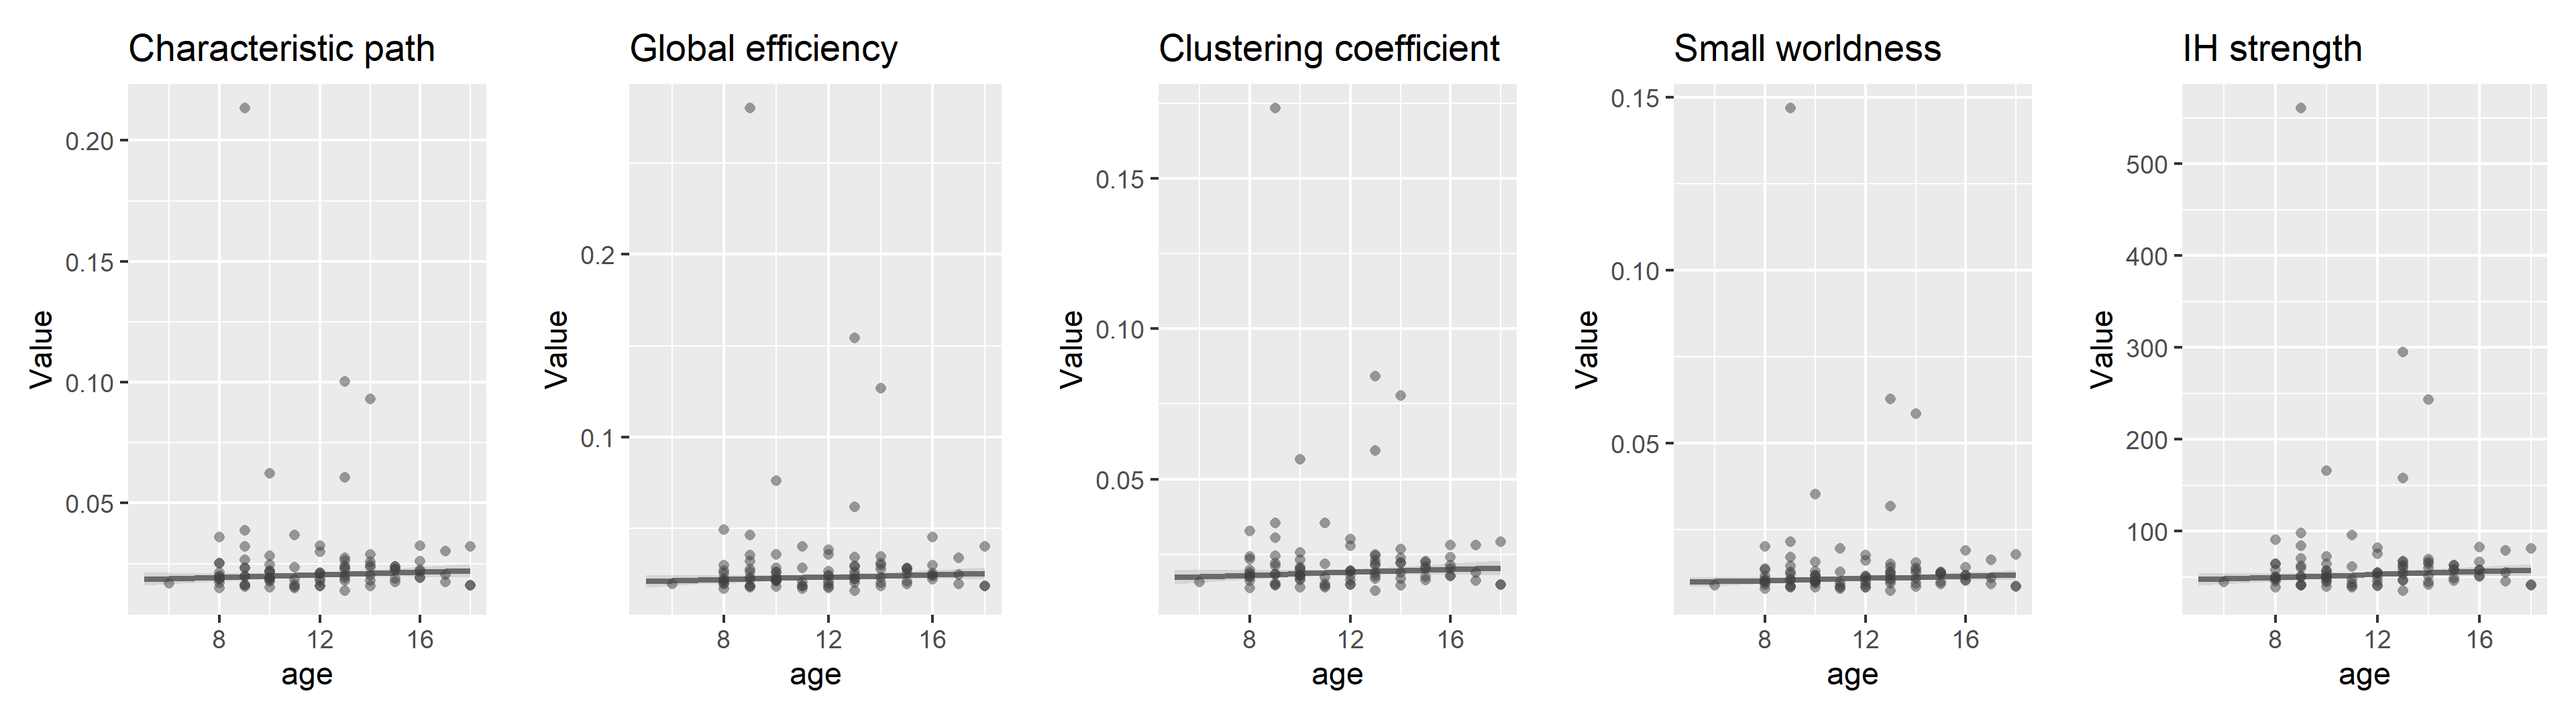 Characteristic path
Value
0.20
0.15
0.10
0.05
8 12 16
age
Global efficiency
Value
0.2
0.1
8 12 16
age
Clustering coefficient
Value
0.15
0.10
0.05
8 12 16
age
Small worldness
Value
0.15
0.10
0.05
8 12 16
age
IH strength
Value
500
400
300
200
100
8 12 16
age